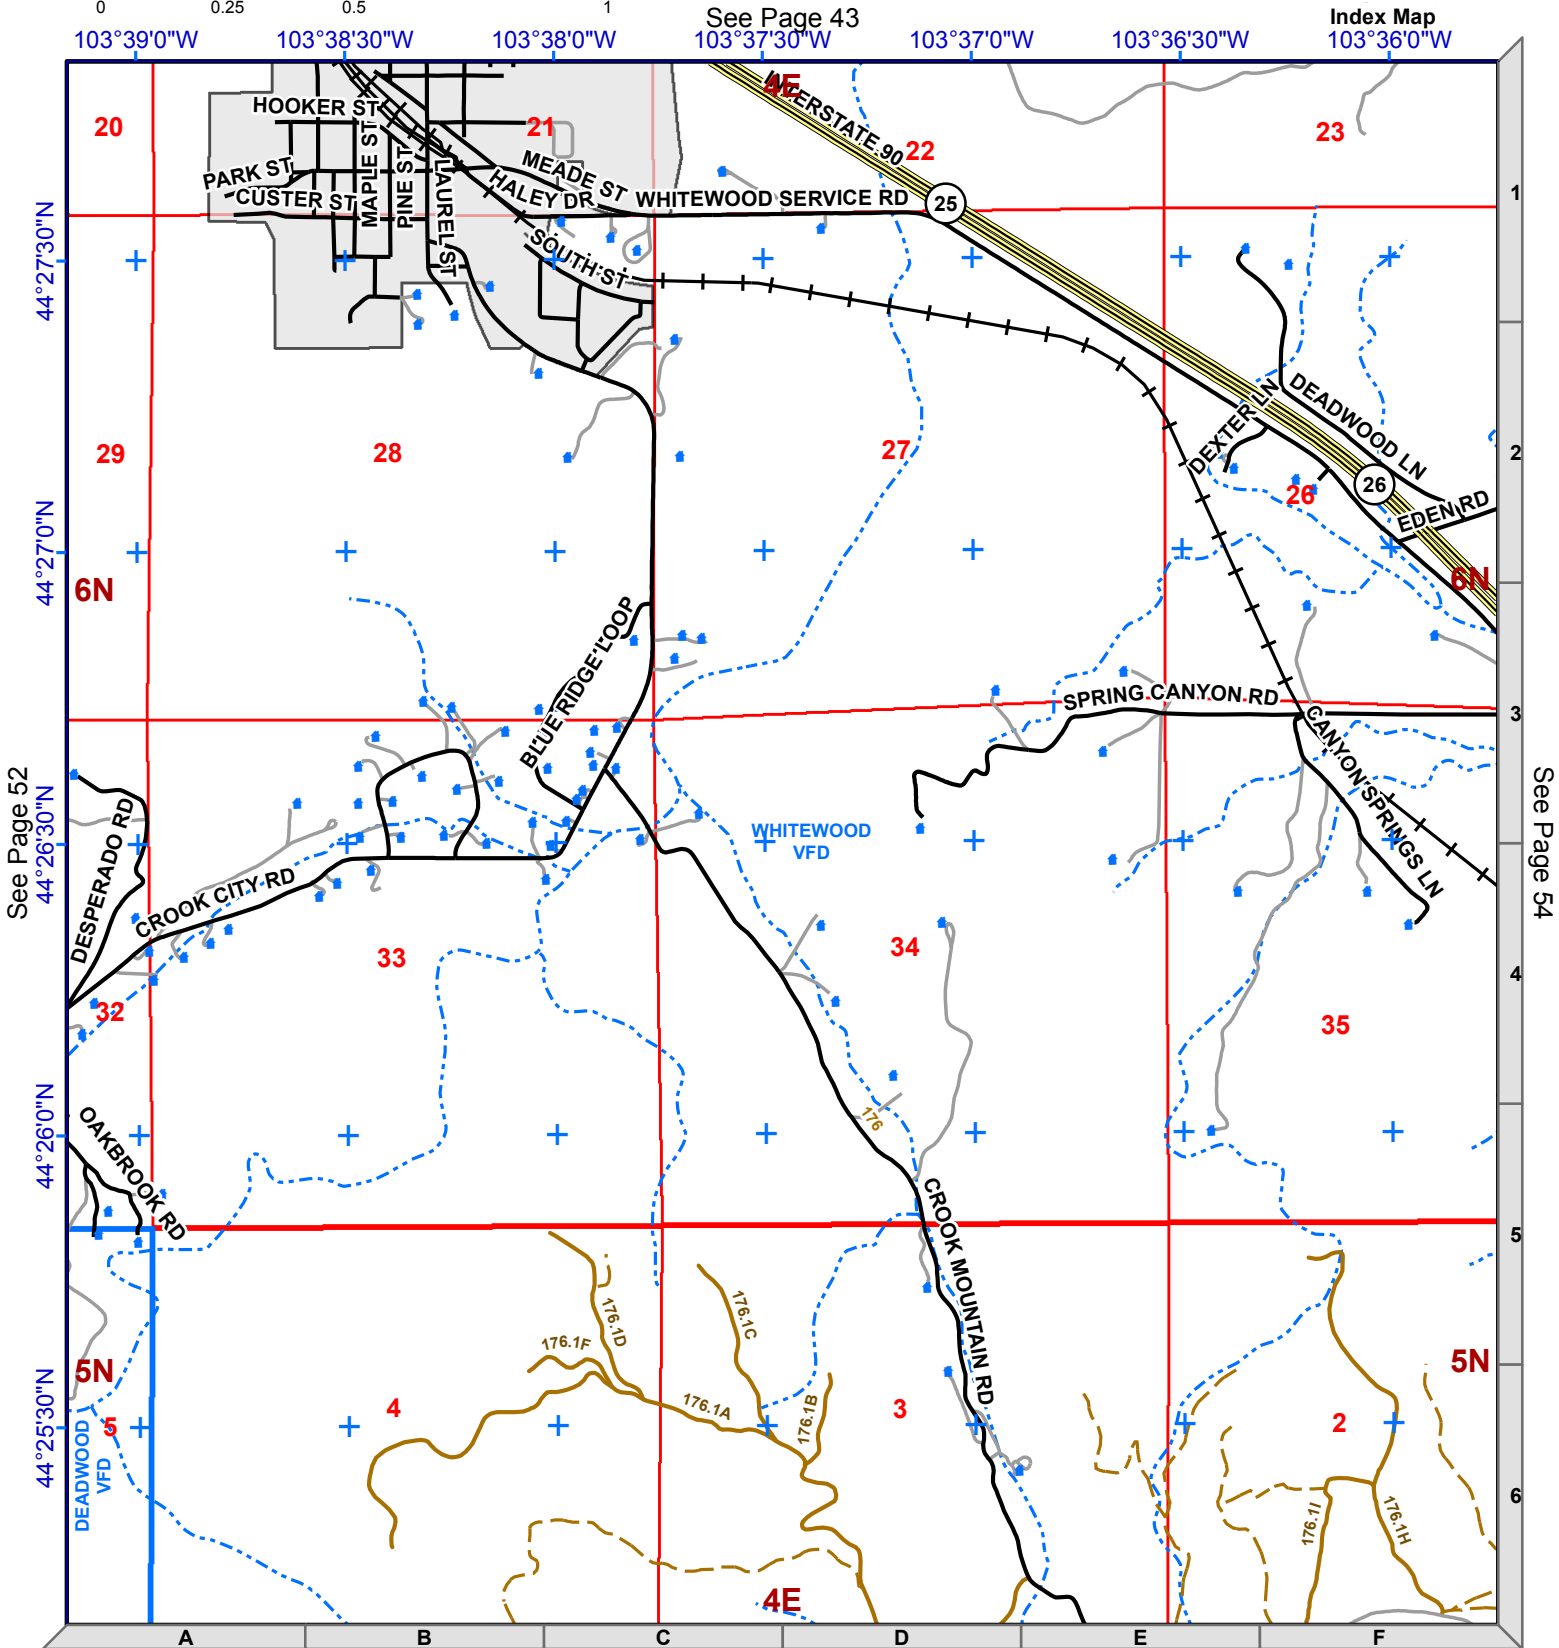 0 0.25 0.5 1
See Page 43
Index Map
103°39'0"W 103°38'30"W 103°38'0"W 103°37'30"W 103°37'0"W 103°36'30"W 103°36'0"W
4E
INTERSTATE 90
HOOKER ST
20
21
22
23
MAPLE ST
PINE ST
LAUREL ST
PARK ST
MEADE ST
HALEY DR
CUSTER ST
WHITEWOOD SERVICE RD
25
1
44°27'30"N
SOUTH ST
DEXTER LN
DEADWOOD LN
29
28
27
2
26
26
EDEN RD
44°27'0"N
6N
6N
BLUE RIDGE LOOP
SPRING CANYON RD
CANYON SPRINGS LN
3
See Page 52
See Page 54
DESPERADO RD
44°26'30"N
WHITEWOOD
VFD
CROOK CITY RD
33
34
4
32
35
44°26'0"N
OAKBROOK RD
176
CROOK MOUNTAIN RD
5
176.1D
176.1C
176.1F
5N
5N
176.1A
176.1B
4
3
2
5
44°25'30"N
DEADWOOD
VFD
6
176.1I
176.1H
4E
A B C D E F